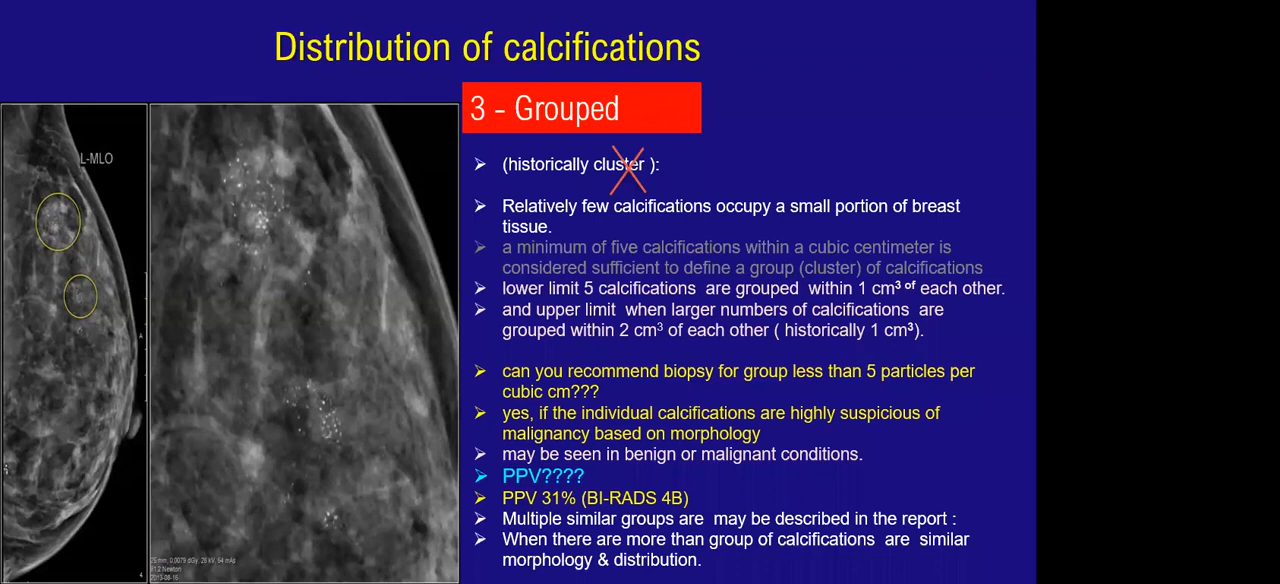 Distribution of calcifications
3 - Grouped
L-MLO
➢ (historically cluster ):
➢ Relatively few calcifications occupy a small portion of breast
tissue.
➢ a minimum of five calcifications within a cubic centimeter is
considered sufficient to define a group (cluster) of calcifications
➢ lower limit 5 calcifications are grouped within 1 cm³ ᵒᶠ each other.
➢ and upper limit when larger numbers of calcifications are
grouped within 2 cm³ of each other ( historically 1 cm³).
➢ can you recommend biopsy for group less than 5 particles per
cubic cm???
➢ yes, if the individual calcifications are highly suspicious of
malignancy based on morphology
➢ may be seen in benign or malignant conditions.
➢ PPV????
➢ PPV 31% (BI-RADS 4B)
➢ Multiple similar groups are may be described in the report :
➢ When there are more than group of calcifications are similar
morphology & distribution.
A
4